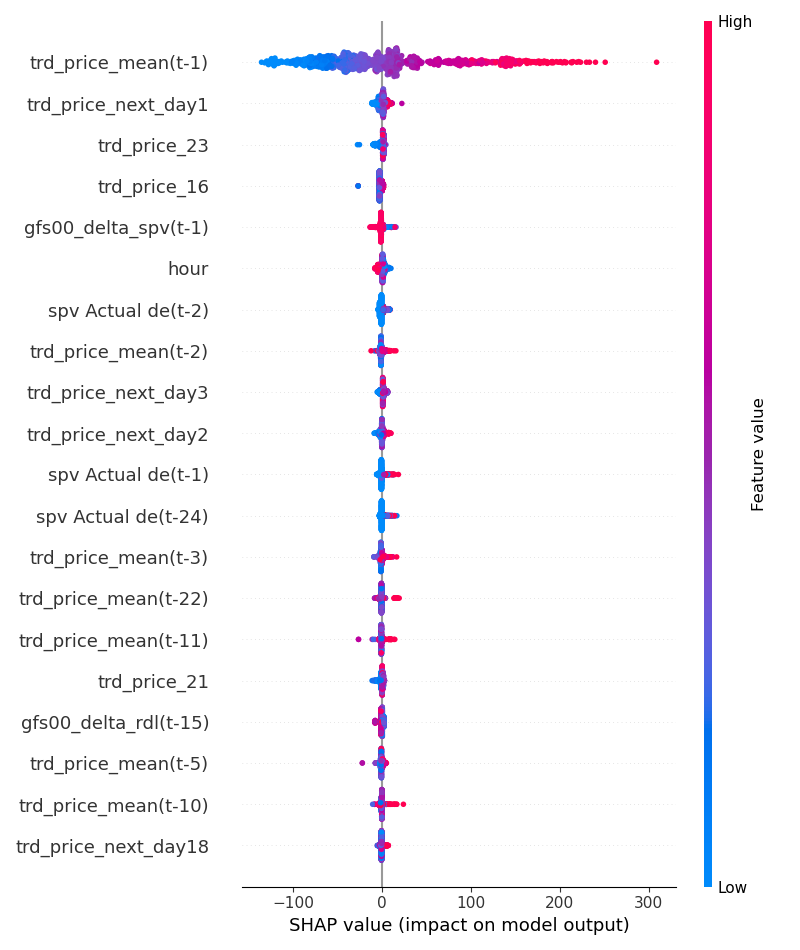 High
trd_price_mean(t-1)
trd_price_next_day1
trd_price_23
trd_price_16
gfs00_delta_spv(t-1)
hour
spv Actual de(t-2)
trd_price_mean(t-2)
trd_price_next_day3
trd_price_next_day2
spv Actual de(t-1)
spv Actual de(t-24)
trd_price_mean(t-3)
trd_price_mean(t-22)
trd_price_mean(t-11)
trd_price_21
gfs00_delta_rdl(t-15)
trd_price_mean(t-5)
trd_price_mean(t-10)
trd_price_next_day18
Feature value
Low
−100 0 100 200 300
SHAP value (impact on model output)